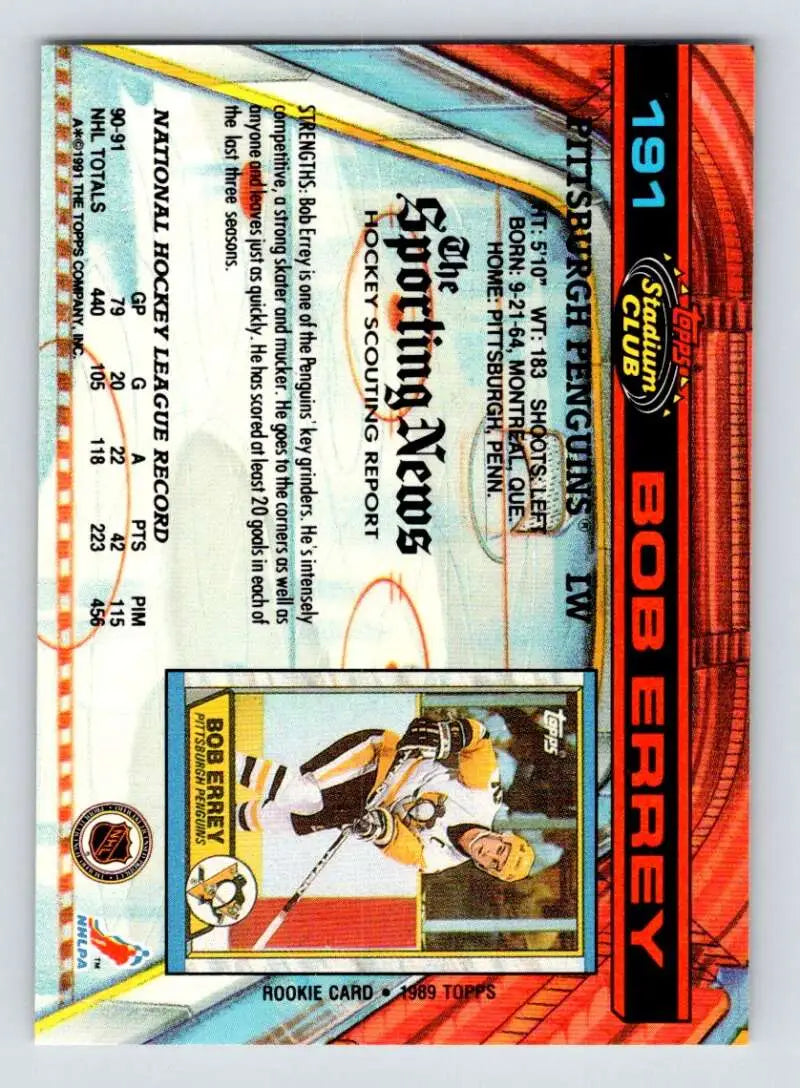 191 Topps Stadium CLUB BOB ERREY
PITTSBURGH PENGUINS® LW
HT: 5'10" WT: 183 SHOOTS: LEFT
BORN: 9-21-64, MONTREAL, QUE.
HOME: PITTSBURGH, PENN.
The
Sporting News
HOCKEY SCOUTING REPORT
STRENGTHS: Bob Errey is one of the Penguins' key grinders. He's intensely
competitive, a strong skater and mucker. He goes to the corners as well as
anyone and leaves just as quickly. He has scored at least 20 goals in each of
the last three seasons.
NATIONAL HOCKEY LEAGUE RECORD
GP G A PTS PIM
90-91 79 20 22 42 115
NHL TOTALS 440 105 118 223 456
A*©1991 THE TOPPS COMPANY, INC.
topps
BOB ERREY
PITTSBURGH PENGUINS
ROOKIE CARD • 1989 TOPPS
NHL
NHLPA
TM